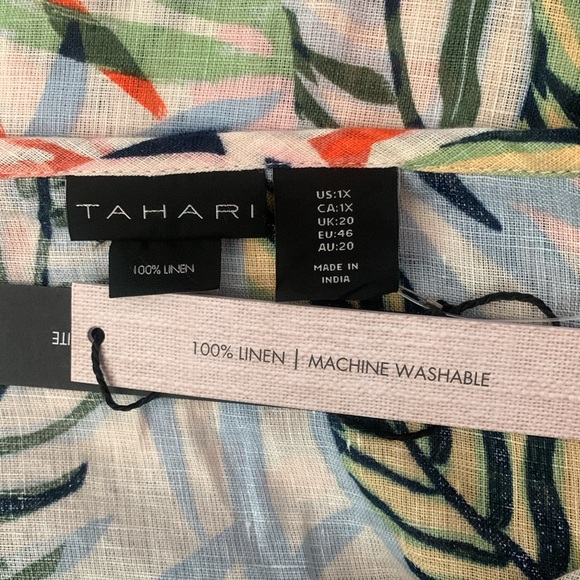 TAHARI
100% LINEN
US:1X
CA:1X
UK:20
EU:46
AU:20
MADE IN
INDIA
100% LINEN | MACHINE WASHABLE
ITE